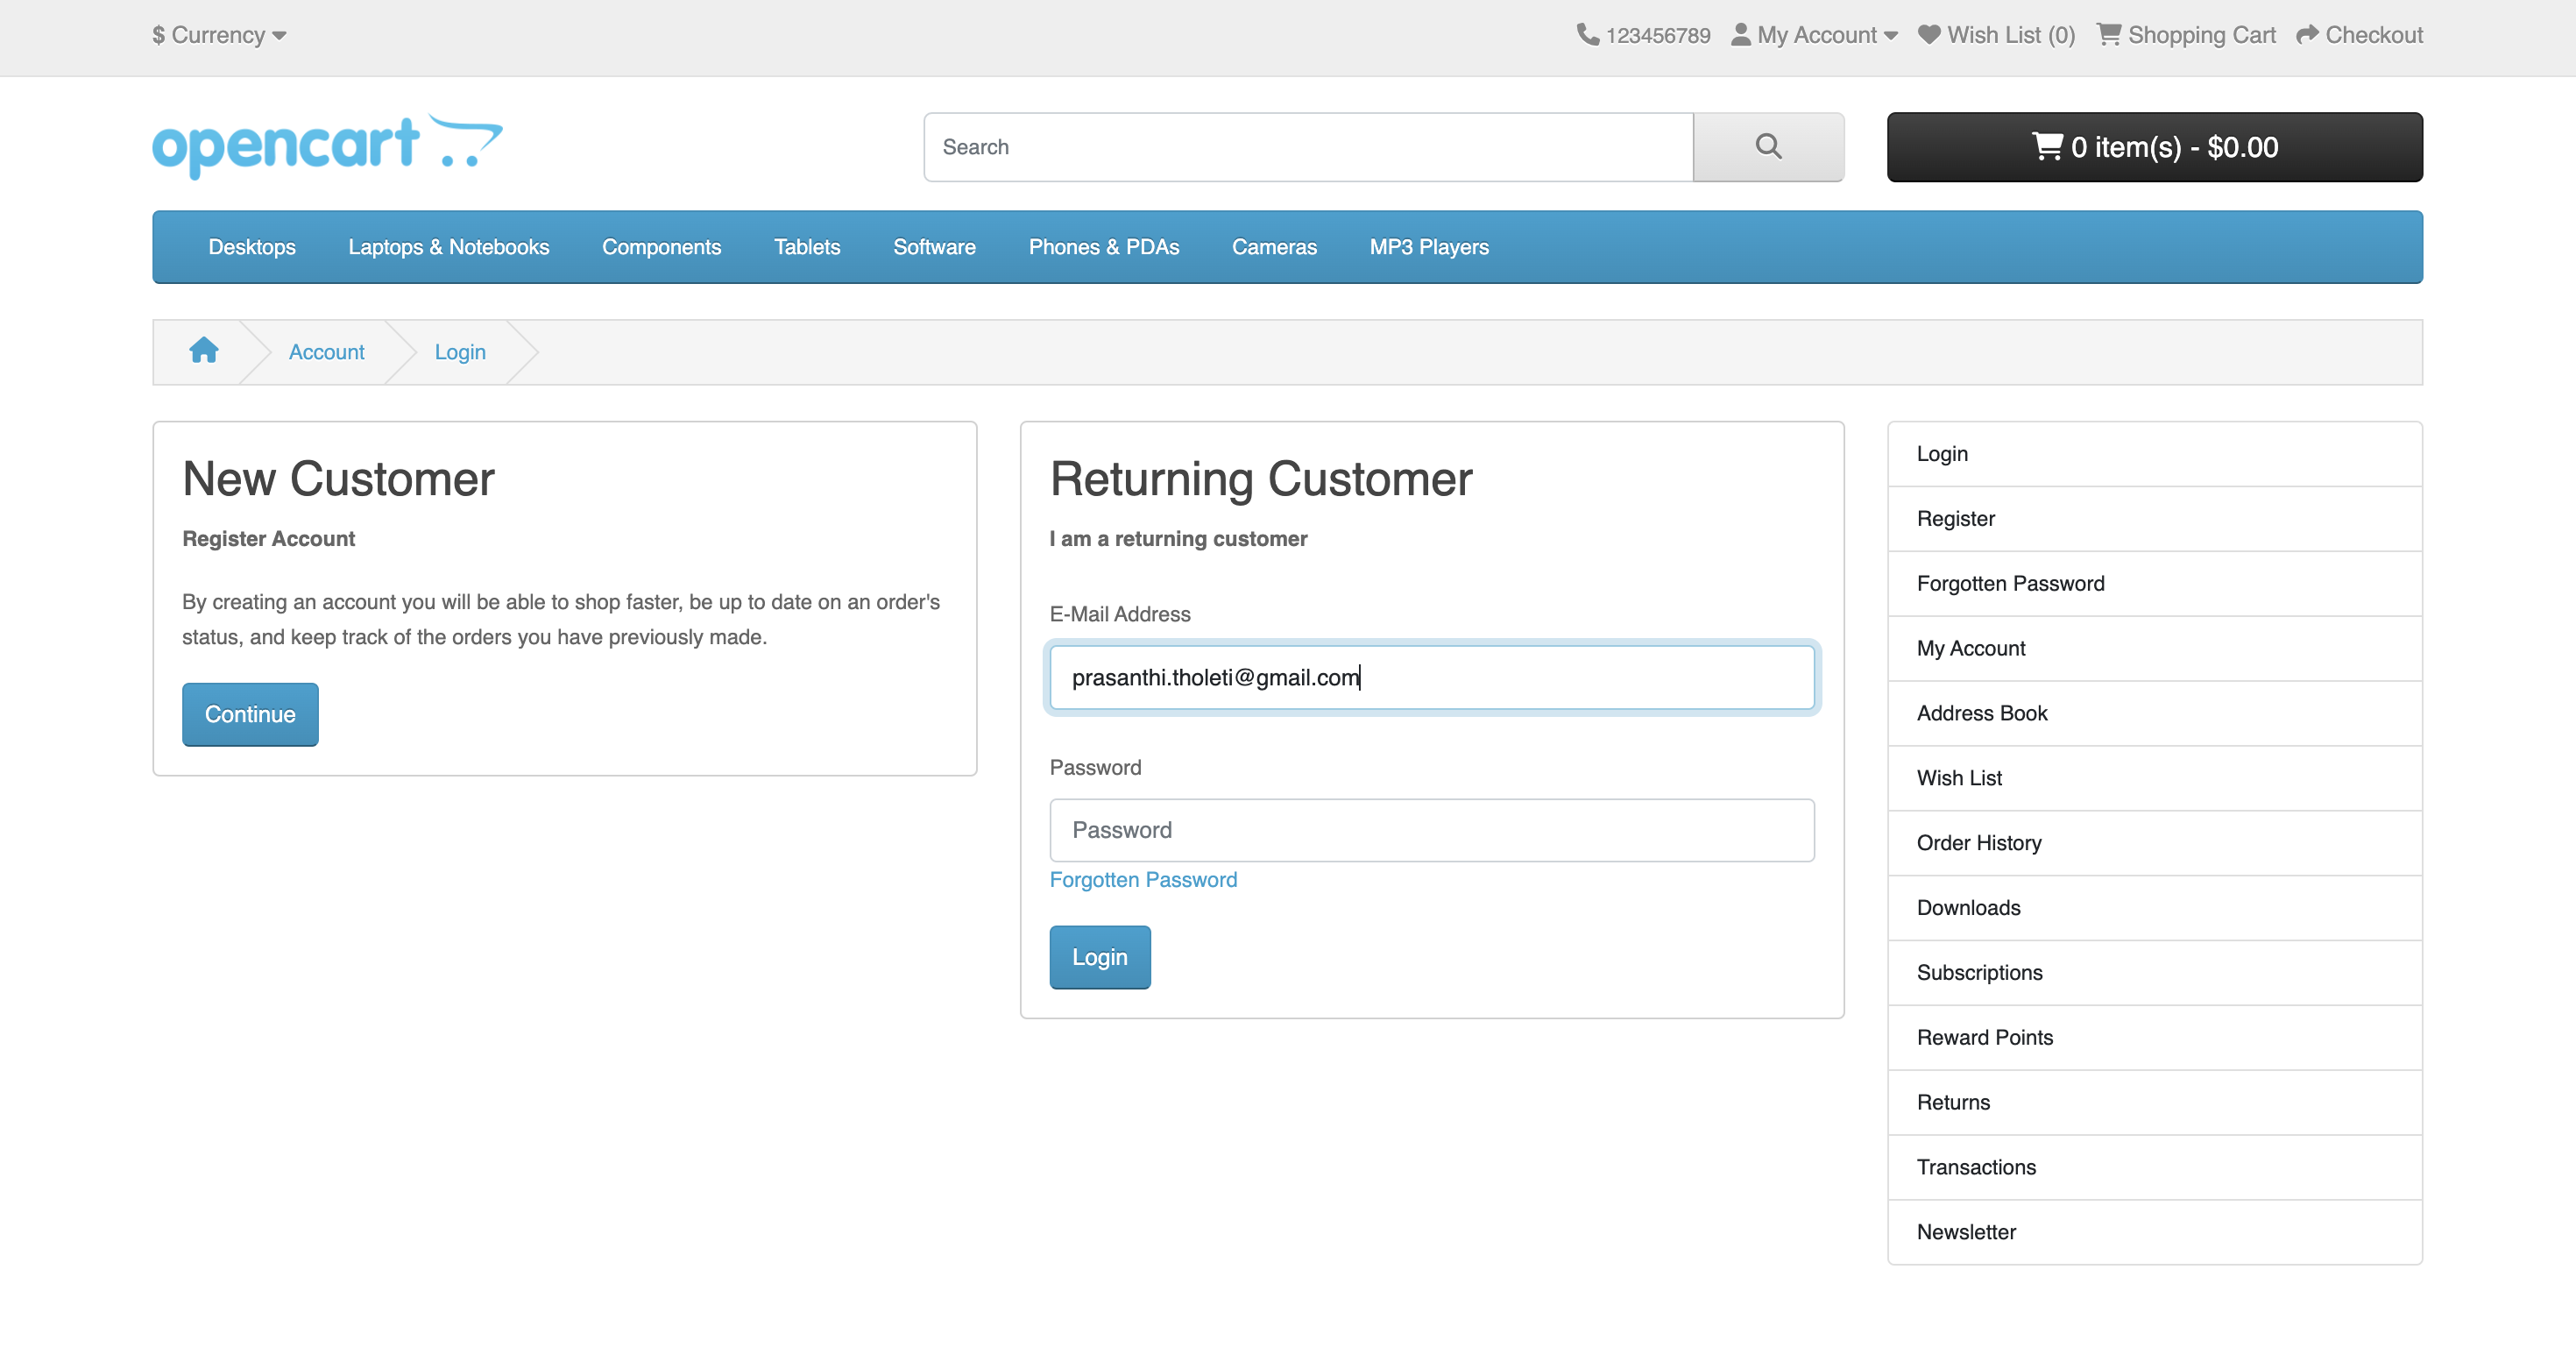 $ Currency
123456789 My Account Wish List (0) Shopping Cart Checkout
opencart
Search
0 item(s) - $0.00
Desktops Laptops & Notebooks Components Tablets Software Phones & PDAs Cameras MP3 Players
Account Login
New Customer
Register Account
By creating an account you will be able to shop faster, be up to date on an order's
status, and keep track of the orders you have previously made.
Continue
Returning Customer
I am a returning customer
E-Mail Address
prasanthi.tholeti@gmail.com
Password
Password
Forgotten Password
Login
Login
Register
Forgotten Password
My Account
Address Book
Wish List
Order History
Downloads
Subscriptions
Reward Points
Returns
Transactions
Newsletter